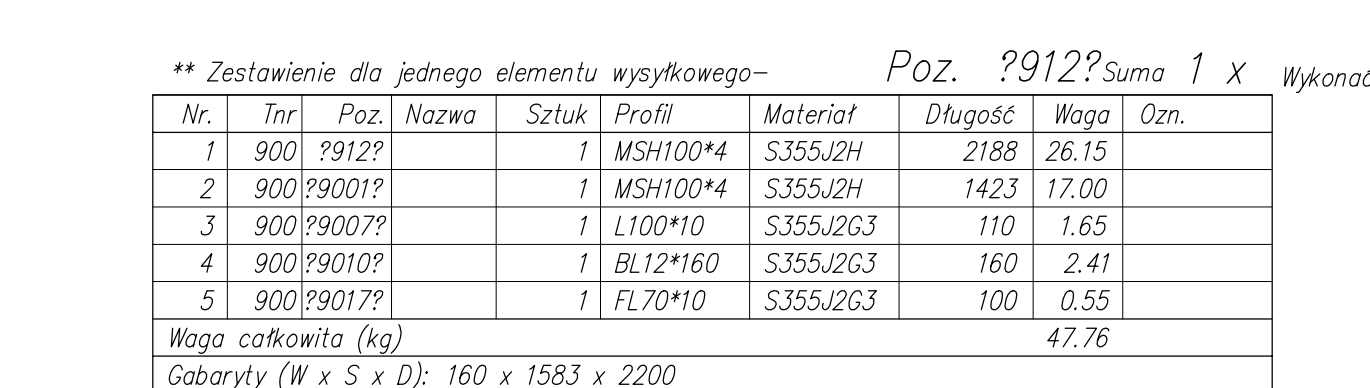 ** Zestawienie dla jednego elementu wysyłkowego– Poz. ?912? Suma 1 x Wykonać
Nr. Tnr Poz. Nazwa Sztuk Profil Materiał Długość Waga Ozn.
1 900 ?912? 1 MSH100*4 S355J2H 2188 26.15
2 900 ?9001? 1 MSH100*4 S355J2H 1423 17.00
3 900 ?9007? 1 L100*10 S355J2G3 110 1.65
4 900 ?9010? 1 BL12*160 S355J2G3 160 2.41
5 900 ?9017? 1 FL70*10 S355J2G3 100 0.55
Waga całkowita (kg) 47.76
Gabaryty (W x S x D): 160 x 1583 x 2200